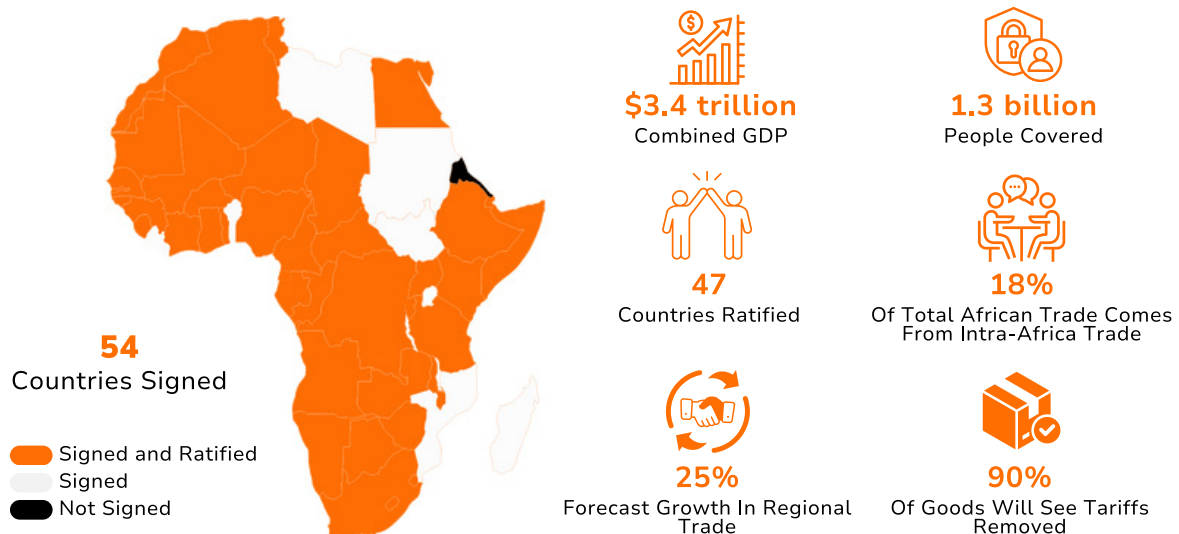 54
Countries Signed
Signed and Ratified
Signed
Not Signed
$
$3.4 trillion
Combined GDP
1.3 billion
People Covered
47
Countries Ratified
18%
Of Total African Trade Comes
From Intra-Africa Trade
25%
Forecast Growth In Regional
Trade
90%
Of Goods Will See Tariffs
Removed